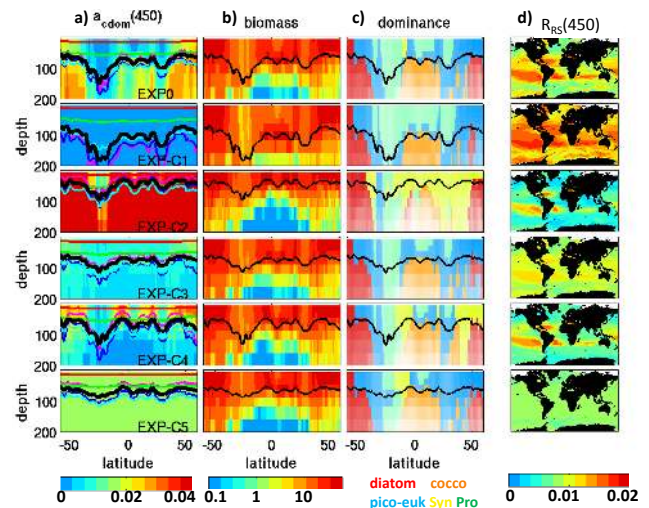 a) a_cdom(450) b) biomass c) dominance d) R_RS(450)
100
200
EXP0
100
200
EXP-C1
100
200
EXP-C2
100
200
EXP-C3
100
200
EXP-C4
100
200
EXP-C5
depth
depth
depth
-50 0 50 -50 0 50 -50 0 50
latitude latitude latitude
a) b) c) d)
0 0.02 0.04
0.1 1 10
diatom cocco
pico-euk Syn Pro
0 0.01 0.02